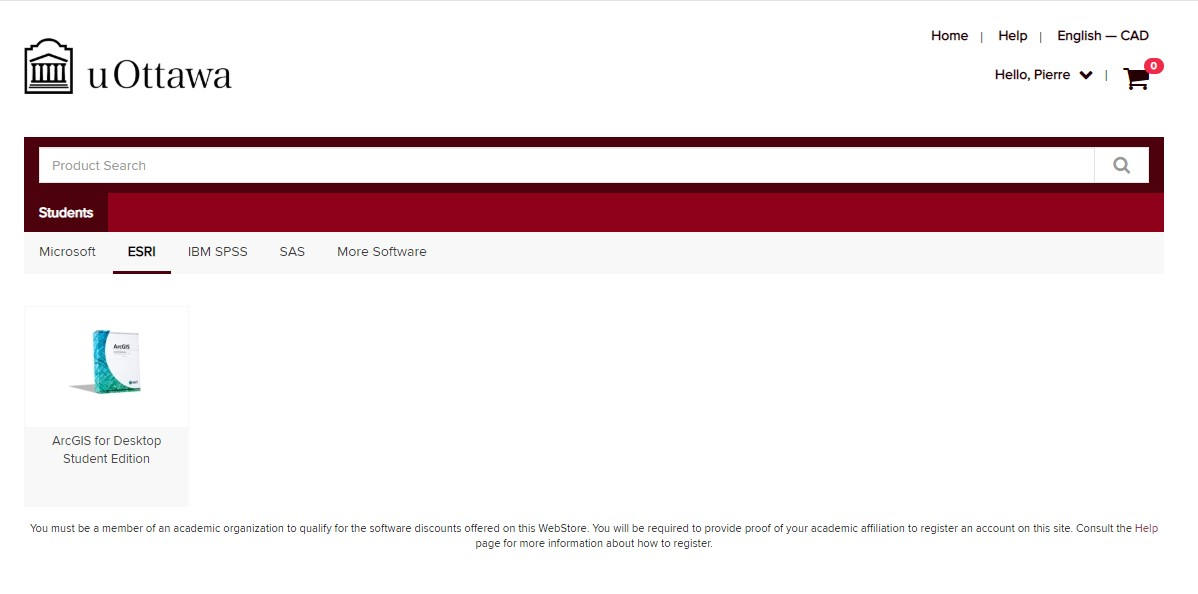 Home | Help | English — CAD
uOttawa
Hello, Pierre | 0
Product Search
Students
Microsoft ESRI IBM SPSS SAS More Software
ArcGIS
ArcGIS for Desktop
Student Edition
You must be a member of an academic organization to qualify for the software discounts offered on this WebStore. You will be required to provide proof of your academic affiliation to register an account on this site. Consult the Help
page for more information about how to register.